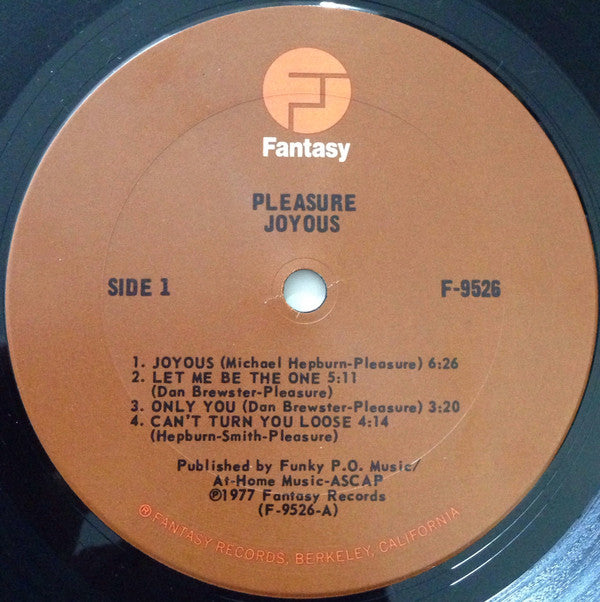 Fantasy
PLEASURE
JOYOUS
SIDE 1
F-9526
1. JOYOUS (Michael Hepburn-Pleasure) 6:26
2. LET ME BE THE ONE 5:11
(Dan Brewster-Pleasure)
3. ONLY YOU (Dan Brewster-Pleasure) 3:20
4. CAN'T TURN YOU LOOSE 4:14
(Hepburn-Smith-Pleasure)
Published by Funky P.O. Music/
At-Home Music-ASCAP
℗1977 Fantasy Records
(F-9526-A)
®FANTASY RECORDS, BERKELEY, CALIFORNIA